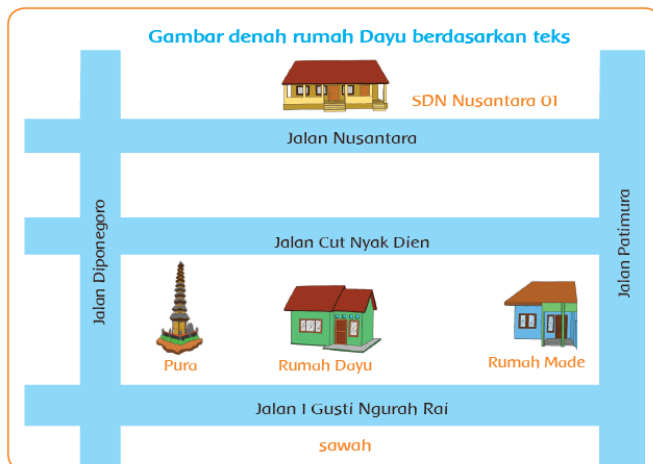 Gambar denah rumah Dayu berdasarkan teks
SDN Nusantara 01
Jalan Nusantara
Jalan Diponegoro
Jalan Patimura
Jalan Cut Nyak Dien
Pura
Rumah Dayu
Rumah Made
Jalan I Gusti Ngurah Rai
sawah